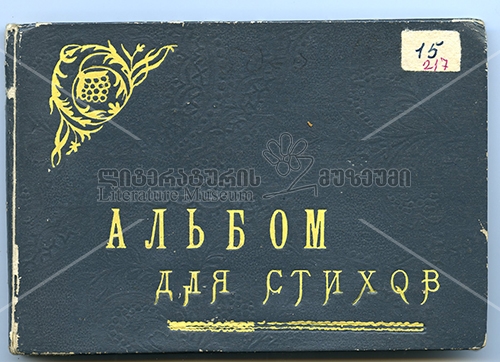 15
217
ლიტერატურის მუზეუმი
Literature Museum
АЛЬБОМ
ДЛЯ СТИХОВ